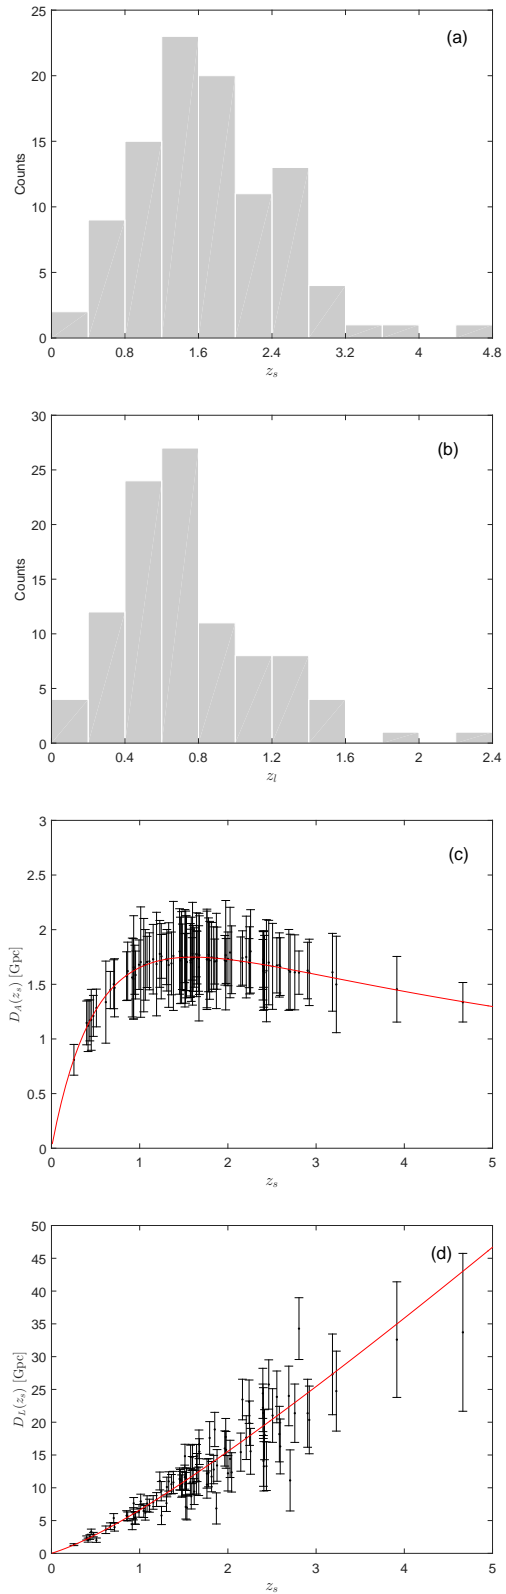 (a)
25
20
15
10
5
0
Counts
0 0.8 1.6 2.4 3.2 4 4.8
z_s
(b)
30
25
20
15
10
5
0
Counts
0 0.4 0.8 1.2 1.6 2 2.4
z_l
(c)
3
2.5
2
1.5
1
0.5
0
D_A(z_s) [Gpc]
0 1 2 3 4 5
z_s
(d)
50
45
40
35
30
25
20
15
10
5
0
D_L(z_s) [Gpc]
0 1 2 3 4 5
z_s